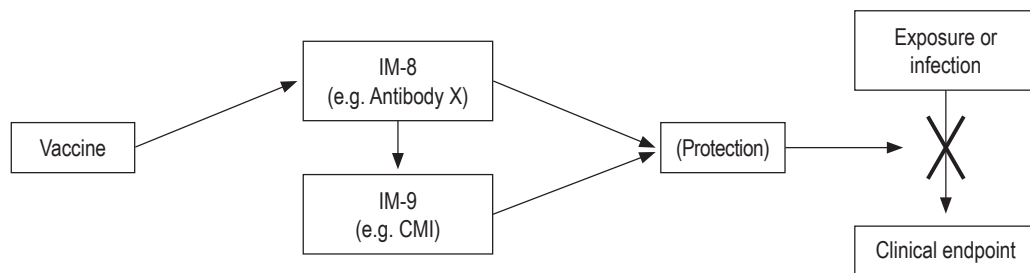 Vaccine
IM-8
(e.g. Antibody X)
IM-9
(e.g. CMI)
(Protection)
Exposure or
infection
Clinical endpoint